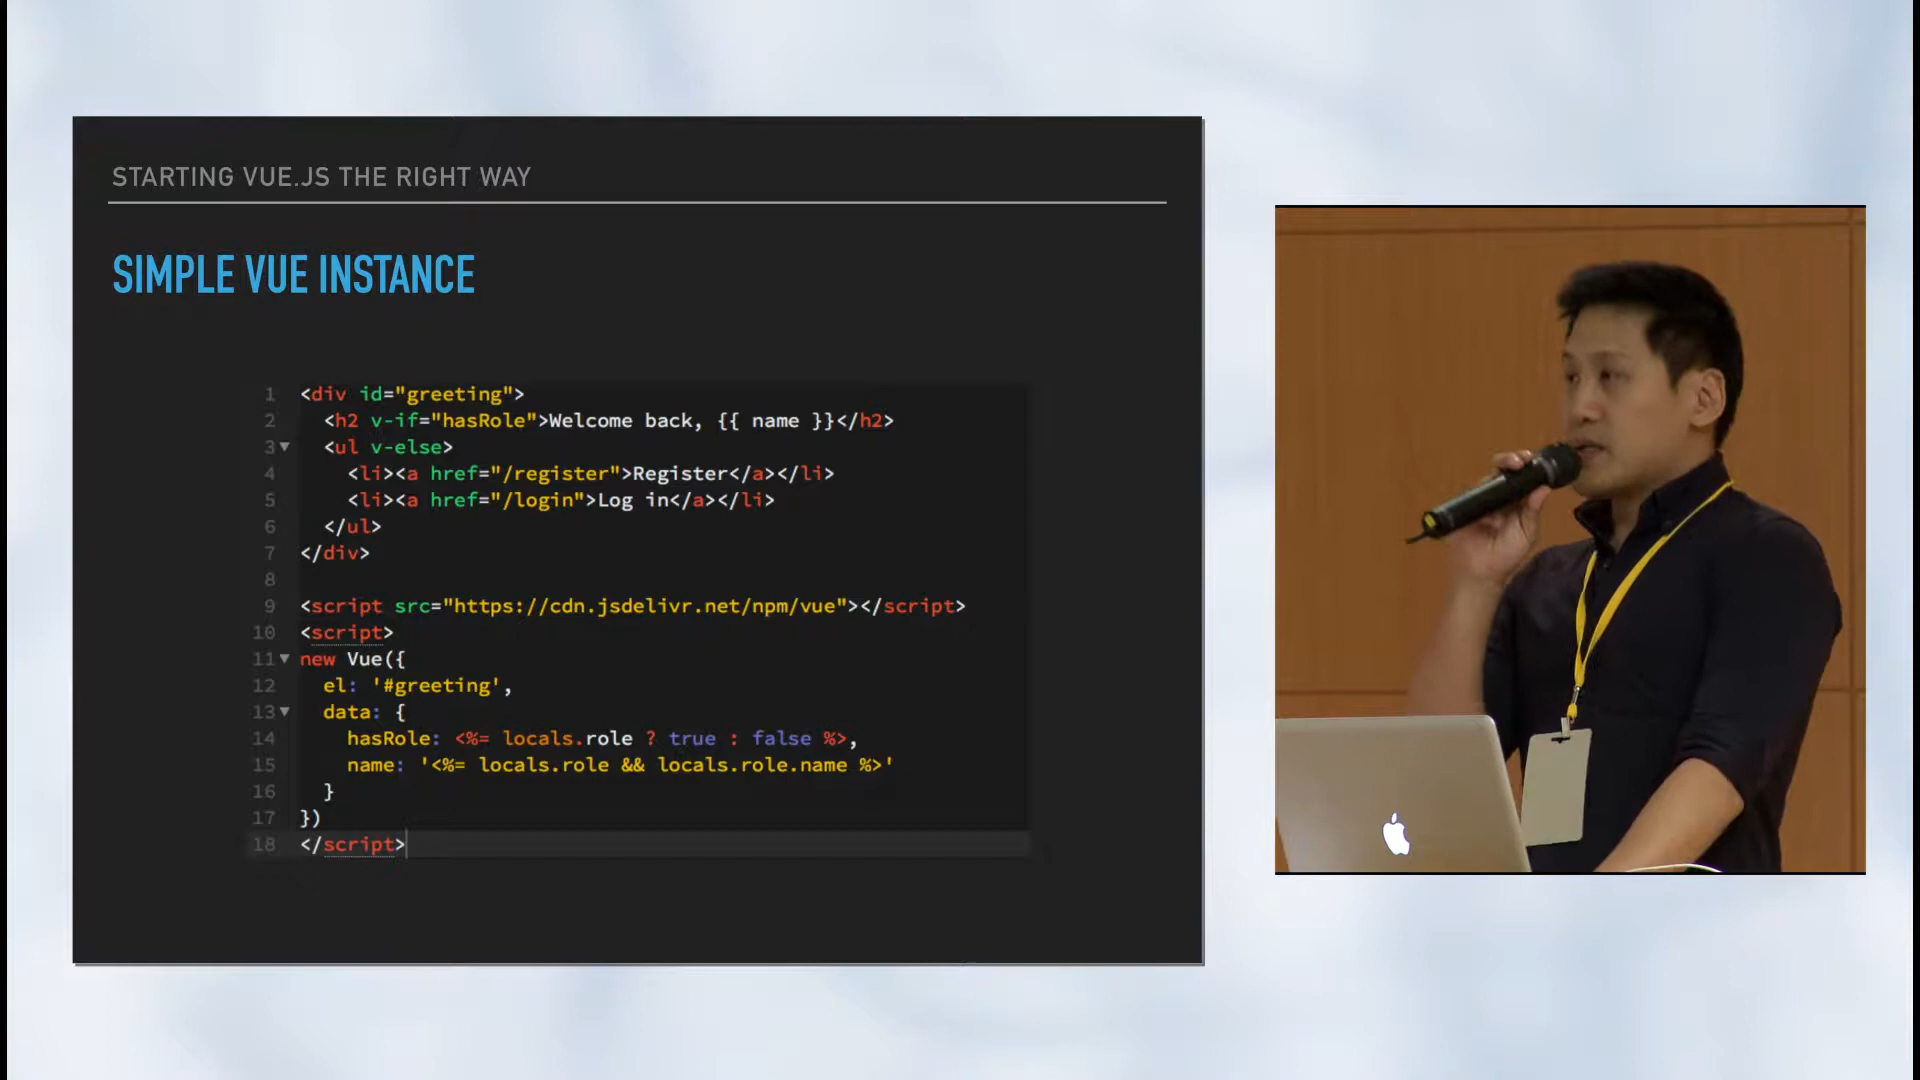 STARTING VUE.JS THE RIGHT WAY
SIMPLE VUE INSTANCE
1 <div id="greeting">
2   <h2 v-if="hasRole">Welcome back, {{ name }}</h2>
3   <ul v-else>
4     <li><a href="/register">Register</a></li>
5     <li><a href="/login">Log in</a></li>
6   </ul>
7 </div>
8
9 <script src="https://cdn.jsdelivr.net/npm/vue"></script>
10 <script>
11 new Vue({
12   el: '#greeting',
13   data: {
14     hasRole: <%= locals.role ? true : false %>,
15     name: '<%= locals.role && locals.role.name %>'
16   }
17 })
18 </script>